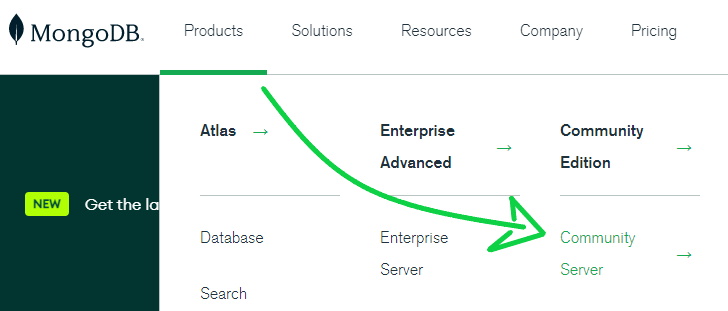 MongoDB.
Products Solutions Resources Company Pricing
Atlas →
Enterprise
Advanced →
Community
Edition →
NEW Get the la
Database
Enterprise
Server
Community
Server →
Search